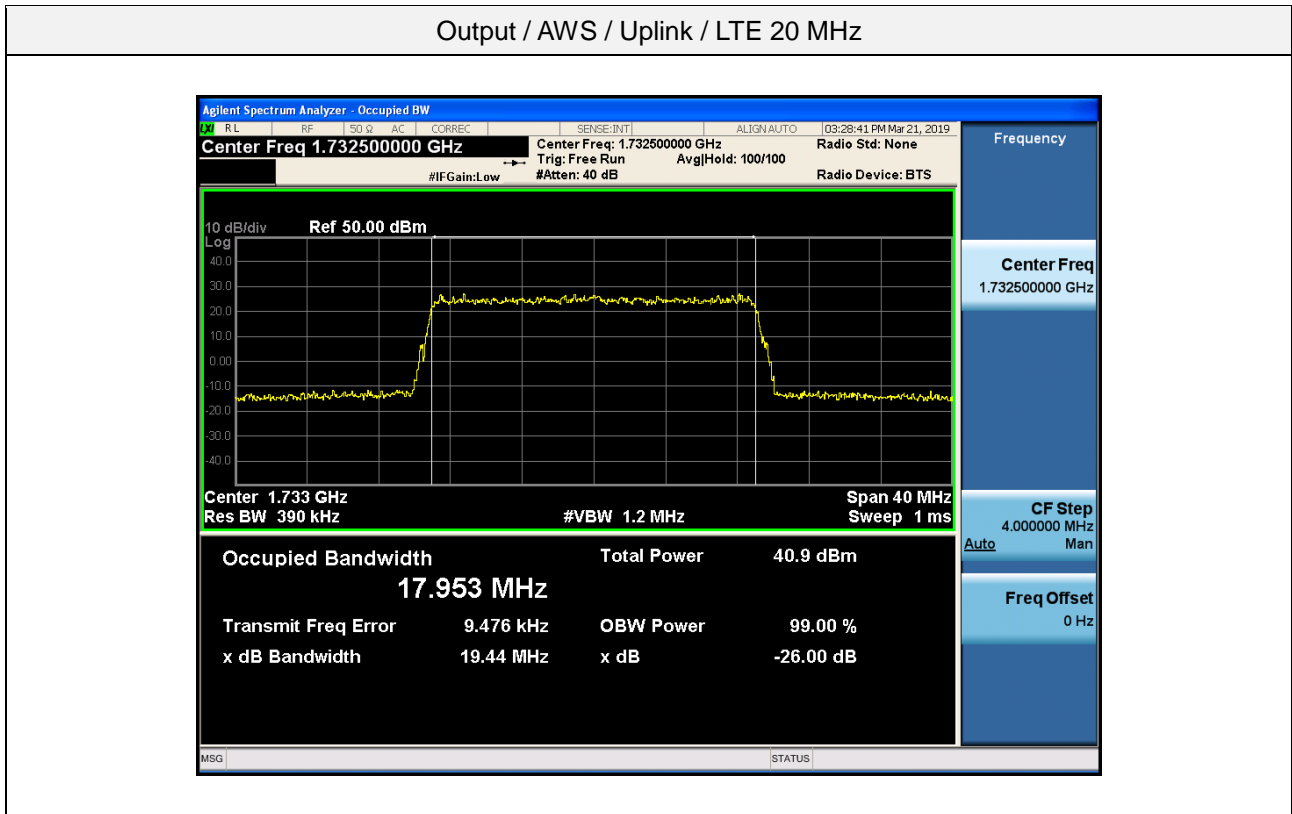 Output / AWS / Uplink / LTE 20 MHz
Agilent Spectrum Analyzer - Occupied BW
LXI RL RF 50 Ω AC CORREC SENSE:INT ALIGN AUTO 03:28:41 PM Mar 21, 2019
Center Freq 1.732500000 GHz Center Freq: 1.732500000 GHz Radio Std: None Frequency
Trig: Free Run Avg|Hold: 100/100
#IFGain:Low #Atten: 40 dB Radio Device: BTS
10 dB/div Ref 50.00 dBm
Log
40.0
30.0
20.0
10.0
0.00
-10.0
-20.0
-30.0
-40.0
Center Freq
1.732500000 GHz
Center 1.733 GHz Span 40 MHz
Res BW 390 kHz #VBW 1.2 MHz Sweep 1 ms
CF Step
4.000000 MHz
Auto Man
Occupied Bandwidth Total Power 40.9 dBm
17.953 MHz
Transmit Freq Error 9.476 kHz OBW Power 99.00 %
x dB Bandwidth 19.44 MHz x dB -26.00 dB
Freq Offset
0 Hz
MSG STATUS